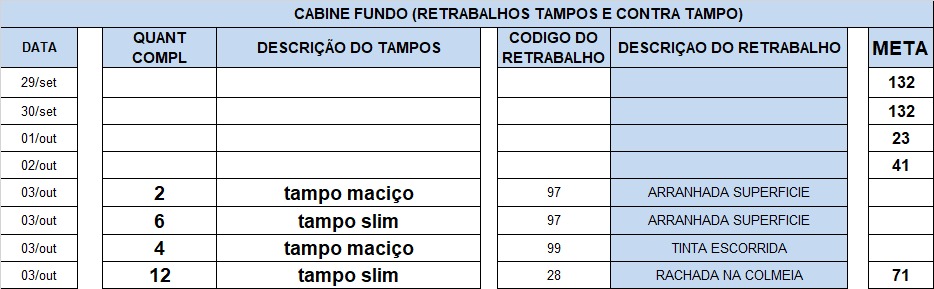 CABINE FUNDO (RETRABALHOS TAMPOS E CONTRA TAMPO)
DATA QUANT COMPL DESCRIÇÃO DO TAMPOS CODIGO DO RETRABALHO DESCRIÇAO DO RETRABALHO META
29/set 132
30/set 132
01/out 23
02/out 41
03/out 2 tampo maciço 97 ARRANHADA SUPERFICIE
03/out 6 tampo slim 97 ARRANHADA SUPERFICIE
03/out 4 tampo maciço 99 TINTA ESCORRIDA
03/out 12 tampo slim 28 RACHADA NA COLMEIA 71